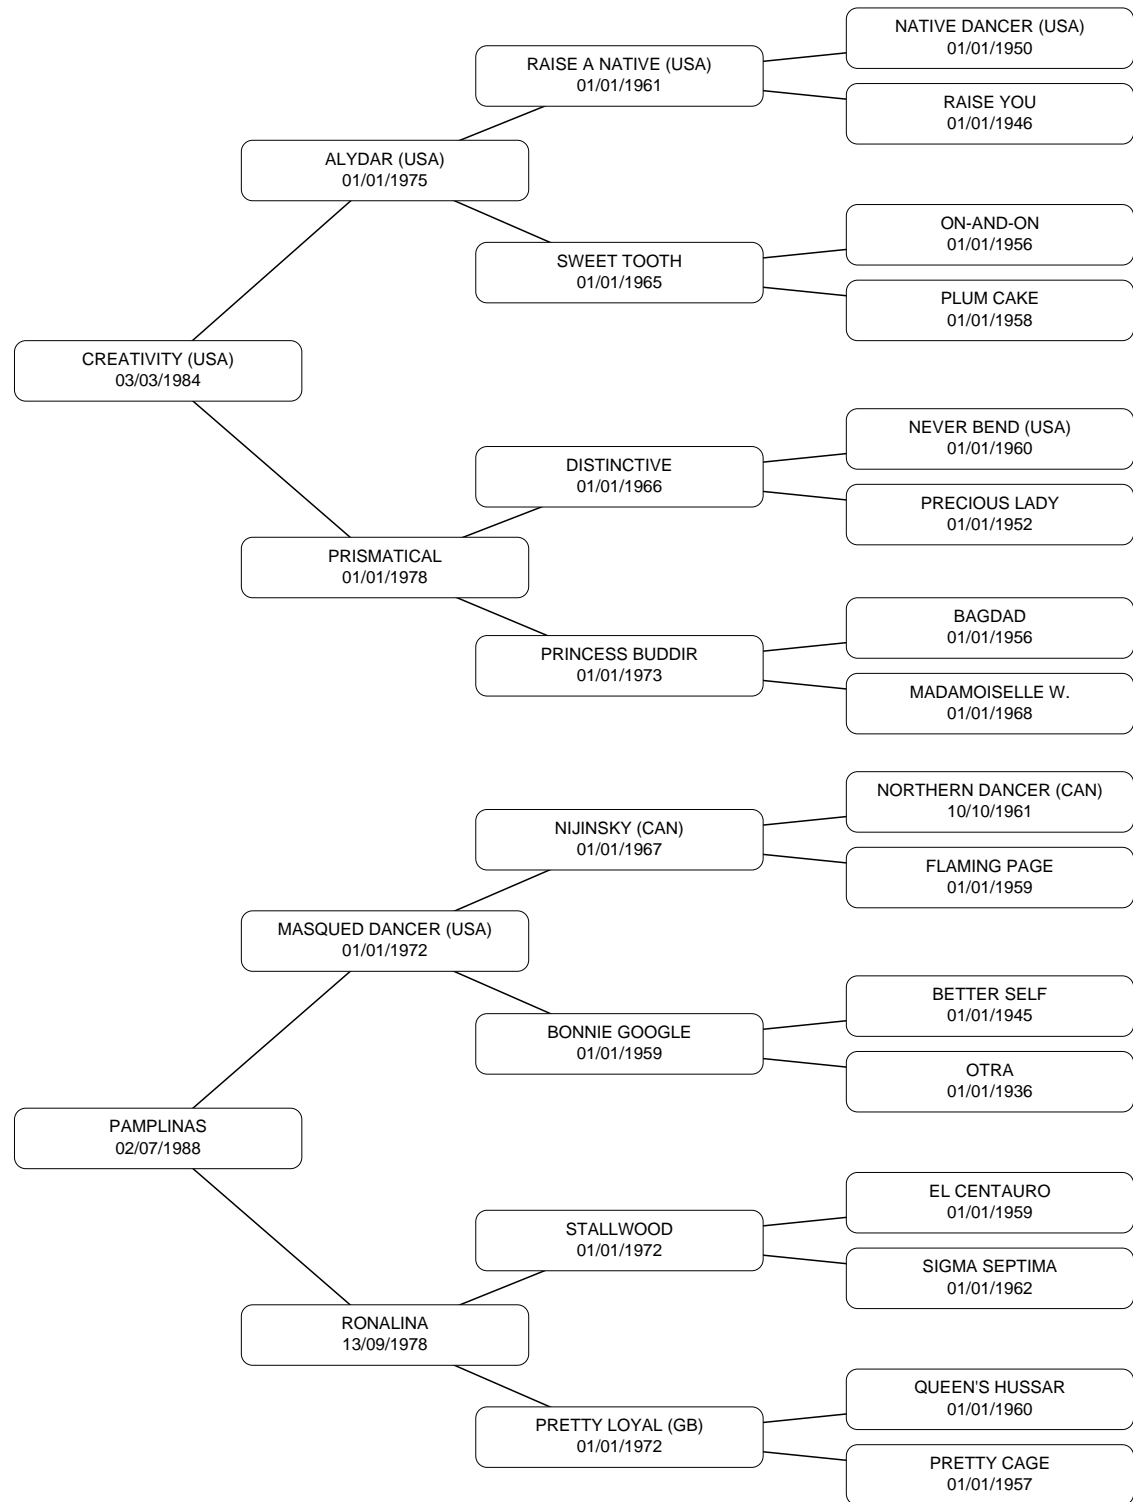 NATIVE DANCER (USA)
01/01/1950
RAISE A NATIVE (USA)
01/01/1961
RAISE YOU
01/01/1946
ALYDAR (USA)
01/01/1975
ON-AND-ON
01/01/1956
SWEET TOOTH
01/01/1965
PLUM CAKE
01/01/1958
CREATIVITY (USA)
03/03/1984
NEVER BEND (USA)
01/01/1960
DISTINCTIVE
01/01/1966
PRECIOUS LADY
01/01/1952
PRISMATICAL
01/01/1978
BAGDAD
01/01/1956
PRINCESS BUDDIR
01/01/1973
MADAMOISELLE W.
01/01/1968
NORTHERN DANCER (CAN)
10/10/1961
NIJINSKY (CAN)
01/01/1967
FLAMING PAGE
01/01/1959
MASQUED DANCER (USA)
01/01/1972
BETTER SELF
01/01/1945
BONNIE GOOGLE
01/01/1959
OTRA
01/01/1936
PAMPLINAS
02/07/1988
EL CENTAURO
01/01/1959
STALLWOOD
01/01/1972
SIGMA SEPTIMA
01/01/1962
RONALINA
13/09/1978
QUEEN'S HUSSAR
01/01/1960
PRETTY LOYAL (GB)
01/01/1972
PRETTY CAGE
01/01/1957